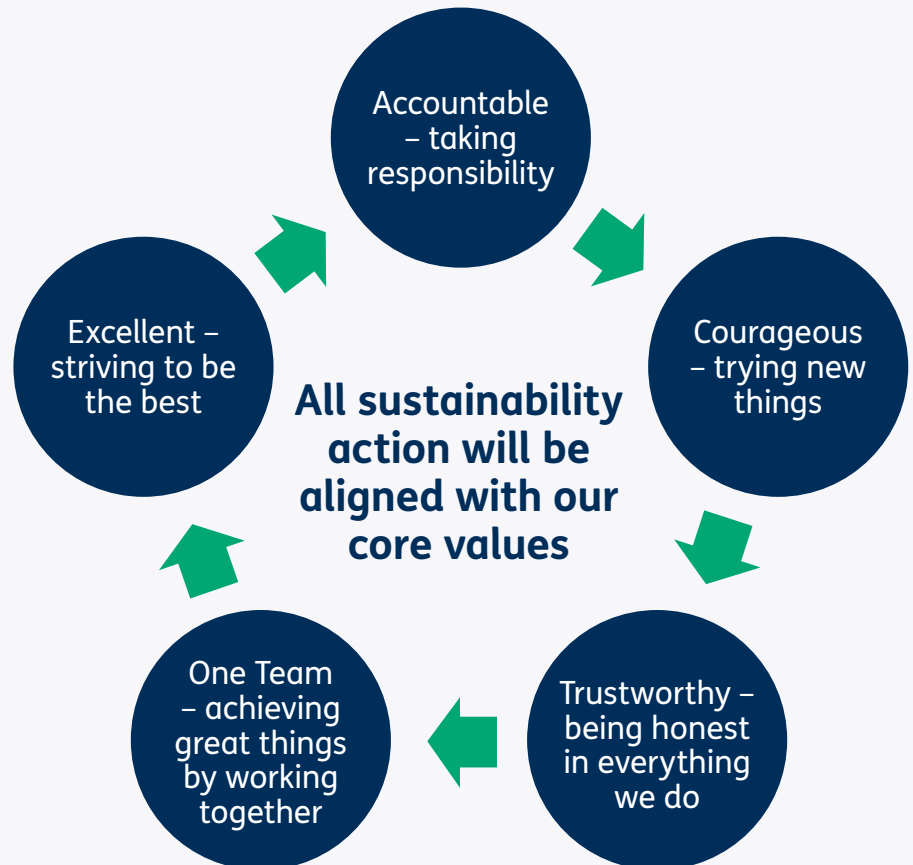 Accountable
– taking
responsibility
Courageous
– trying new
things
Trustworthy –
being honest
in everything
we do
One Team
– achieving
great things
by working
together
Excellent –
striving to be
the best
All sustainability
action will be
aligned with our
core values